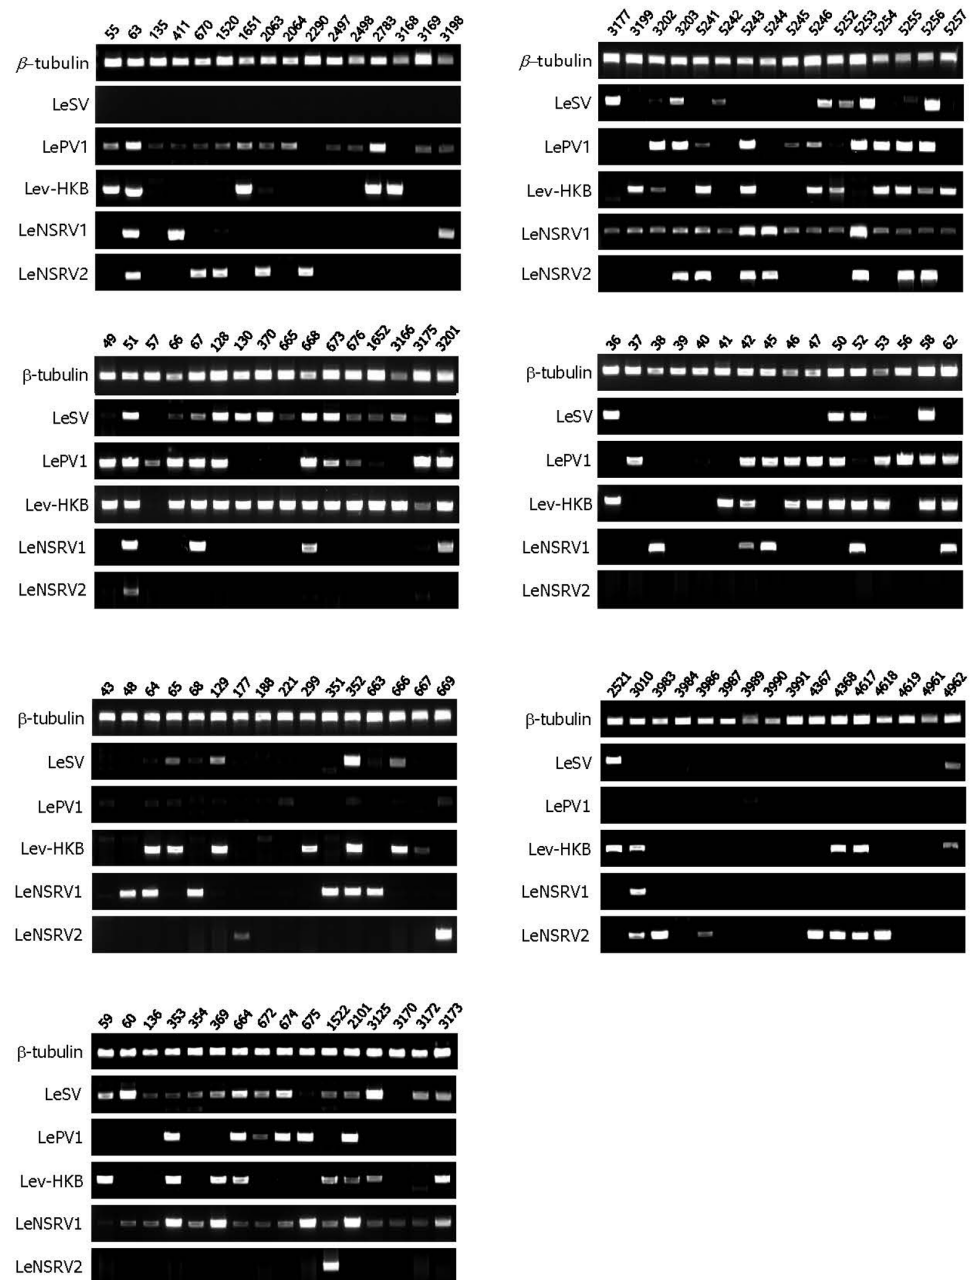 55 63 135 411 670 1520 1651 2063 2064 2290 2497 2498 2783 3168 3169 3198
β-tubulin
LeSV
LePV1
Lev-HKB
LeNSRV1
LeNSRV2
3177 3199 3202 3203 5241 5242 5243 5244 5245 5246 5252 5253 5254 5255 5256 5257
β-tubulin
LeSV
LePV1
Lev-HKB
LeNSRV1
LeNSRV2
49 51 57 66 67 128 130 370 665 668 673 676 1652 3166 3175 3201
β-tubulin
LeSV
LePV1
Lev-HKB
LeNSRV1
LeNSRV2
36 37 38 39 40 41 42 45 46 47 50 52 53 56 58 62
β-tubulin
LeSV
LePV1
Lev-HKB
LeNSRV1
LeNSRV2
43 48 64 65 68 129 177 188 221 299 351 352 663 666 667 669
β-tubulin
LeSV
LePV1
Lev-HKB
LeNSRV1
LeNSRV2
2521 3010 3983 3984 3986 3987 3989 3990 3991 4367 4368 4617 4618 4619 4961 4962
β-tubulin
LeSV
LePV1
Lev-HKB
LeNSRV1
LeNSRV2
59 60 136 353 354 369 664 672 674 675 1522 2101 3125 3170 3172 3173
β-tubulin
LeSV
LePV1
Lev-HKB
LeNSRV1
LeNSRV2